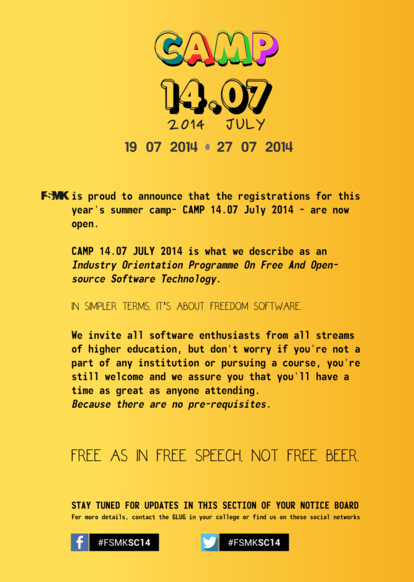 CAMP
14.07
2014 JULY
19 07 2014 • 27 07 2014
FSMK is proud to announce that the registrations for this
year's summer camp- CAMP 14.07 July 2014 - are now
open.
CAMP 14.07 JULY 2014 is what we describe as an
Industry Orientation Programme On Free And Open-
source Software Technology.
IN SIMPLER TERMS, IT'S ABOUT FREEDOM SOFTWARE.
We invite all software enthusiasts from all streams
of higher education, but don't worry if you're not a
part of any institution or pursuing a course, you're
still welcome and we assure you that you'll have a
time as great as anyone attending.
Because there are no pre-requisites.
FREE AS IN FREE SPEECH, NOT FREE BEER.
STAY TUNED FOR UPDATES IN THIS SECTION OF YOUR NOTICE BOARD
For more details, contact the GLUG in your college or find us on these social networks
f #FSMKSC14 #FSMKSC14